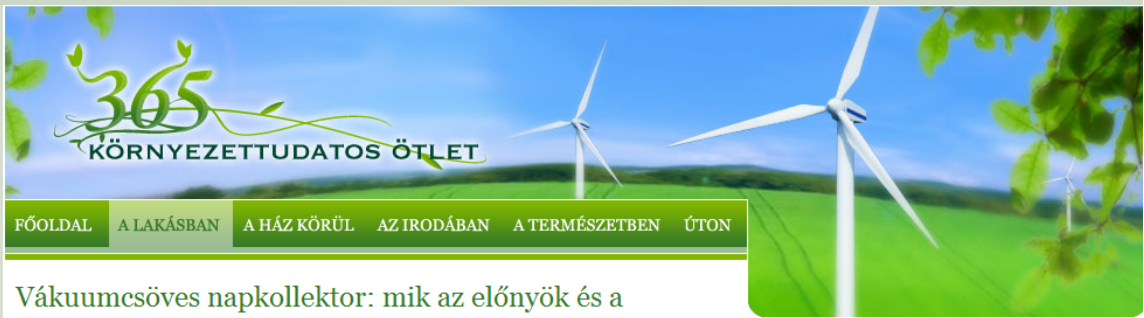 365
KÖRNYEZETTUDATOS ÖTLET
FŐOLDAL A LAKÁSBAN A HÁZ KÖRÜL AZ IRODÁBAN A TERMÉSZETBEN ÚTON
Vákuumcsöves napkollektor: mik az előnyök és a